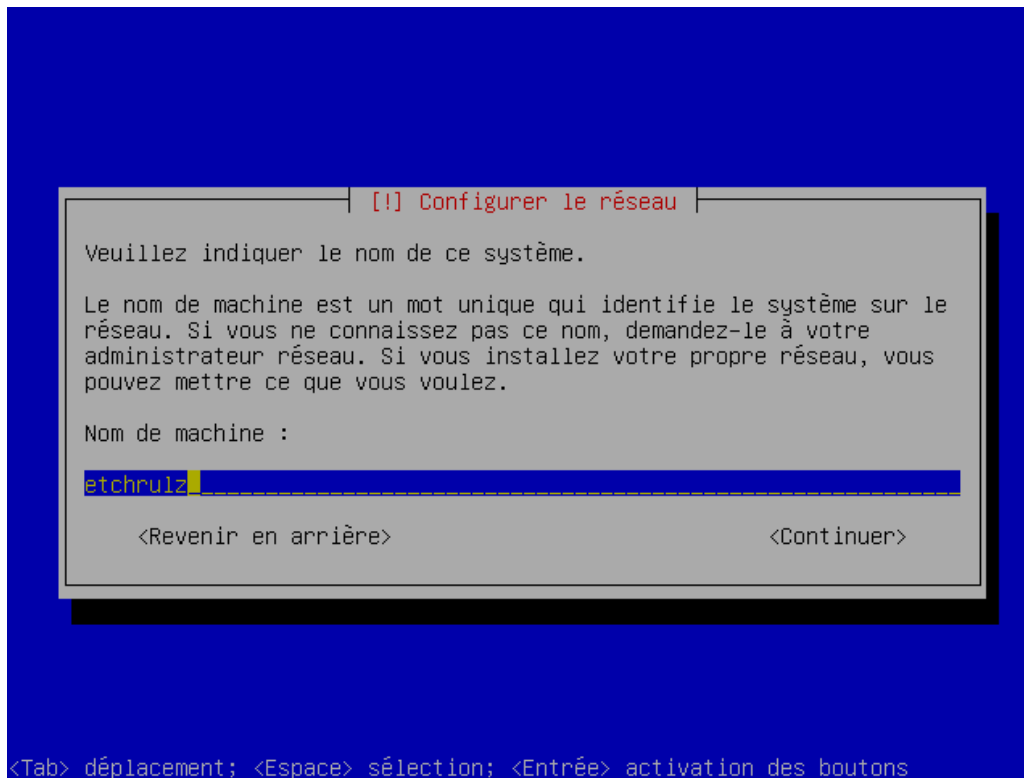 [!] Configurer le réseau
Veuillez indiquer le nom de ce système.
Le nom de machine est un mot unique qui identifie le système sur le
réseau. Si vous ne connaissez pas ce nom, demandez-le à votre
administrateur réseau. Si vous installez votre propre réseau, vous
pouvez mettre ce que vous voulez.
Nom de machine :
etchrulz
<Revenir en arrière> <Continuer>
<Tab> déplacement; <Espace> sélection; <Entrée> activation des boutons